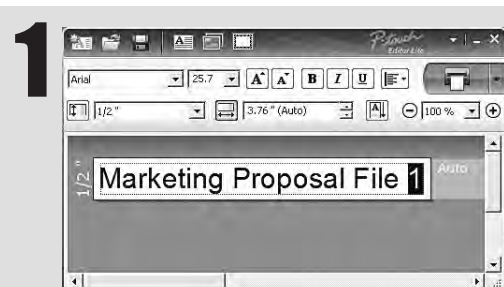 1
P-touch
Editor Lite
Arial 25.7 A A B I U
1/2" 3.76" (Auto) A 100 %
1/2" Marketing Proposal File 1 Auto